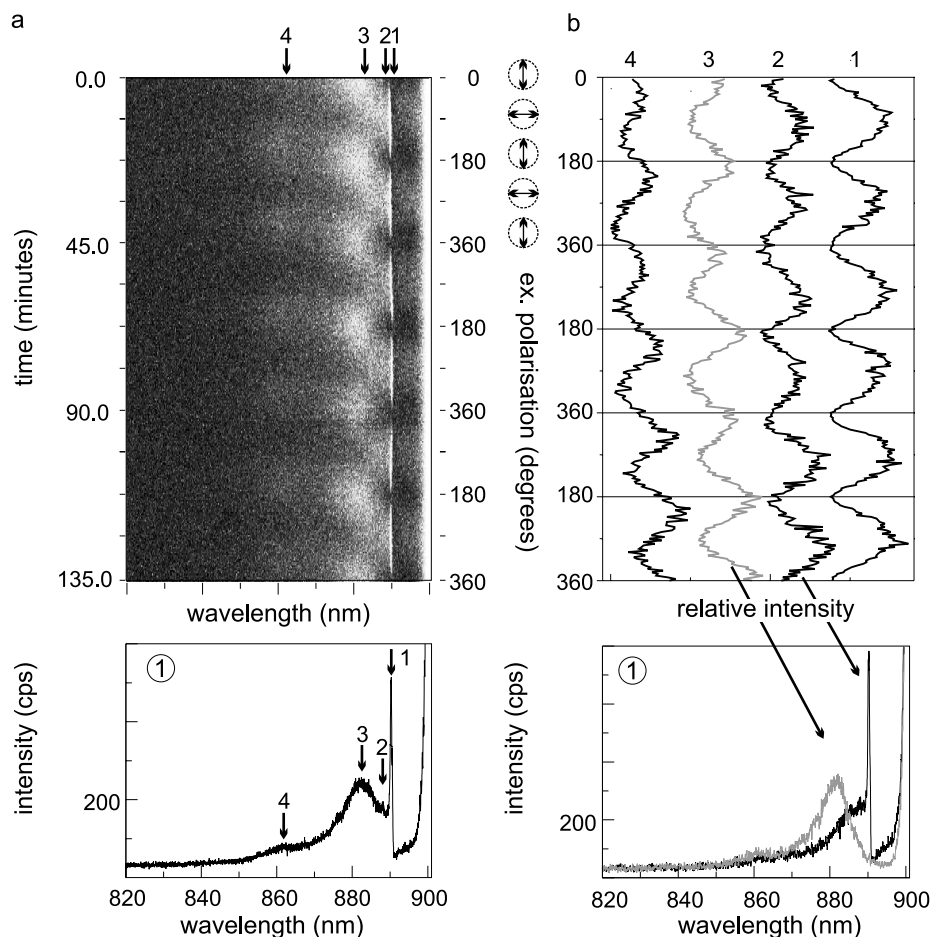 a
4 3 2 1
0.0
45.0
90.0
135.0
time (minutes)
wavelength (nm)
0
180
360
180
360
180
360
ex. polarisation (degrees)
b
4 3 2 1
0
180
360
180
360
180
360
relative intensity
1
1
3
2
4
200
intensity (cps)
820 840 860 880 900
wavelength (nm)
1
200
intensity (cps)
820 840 860 880 900
wavelength (nm)